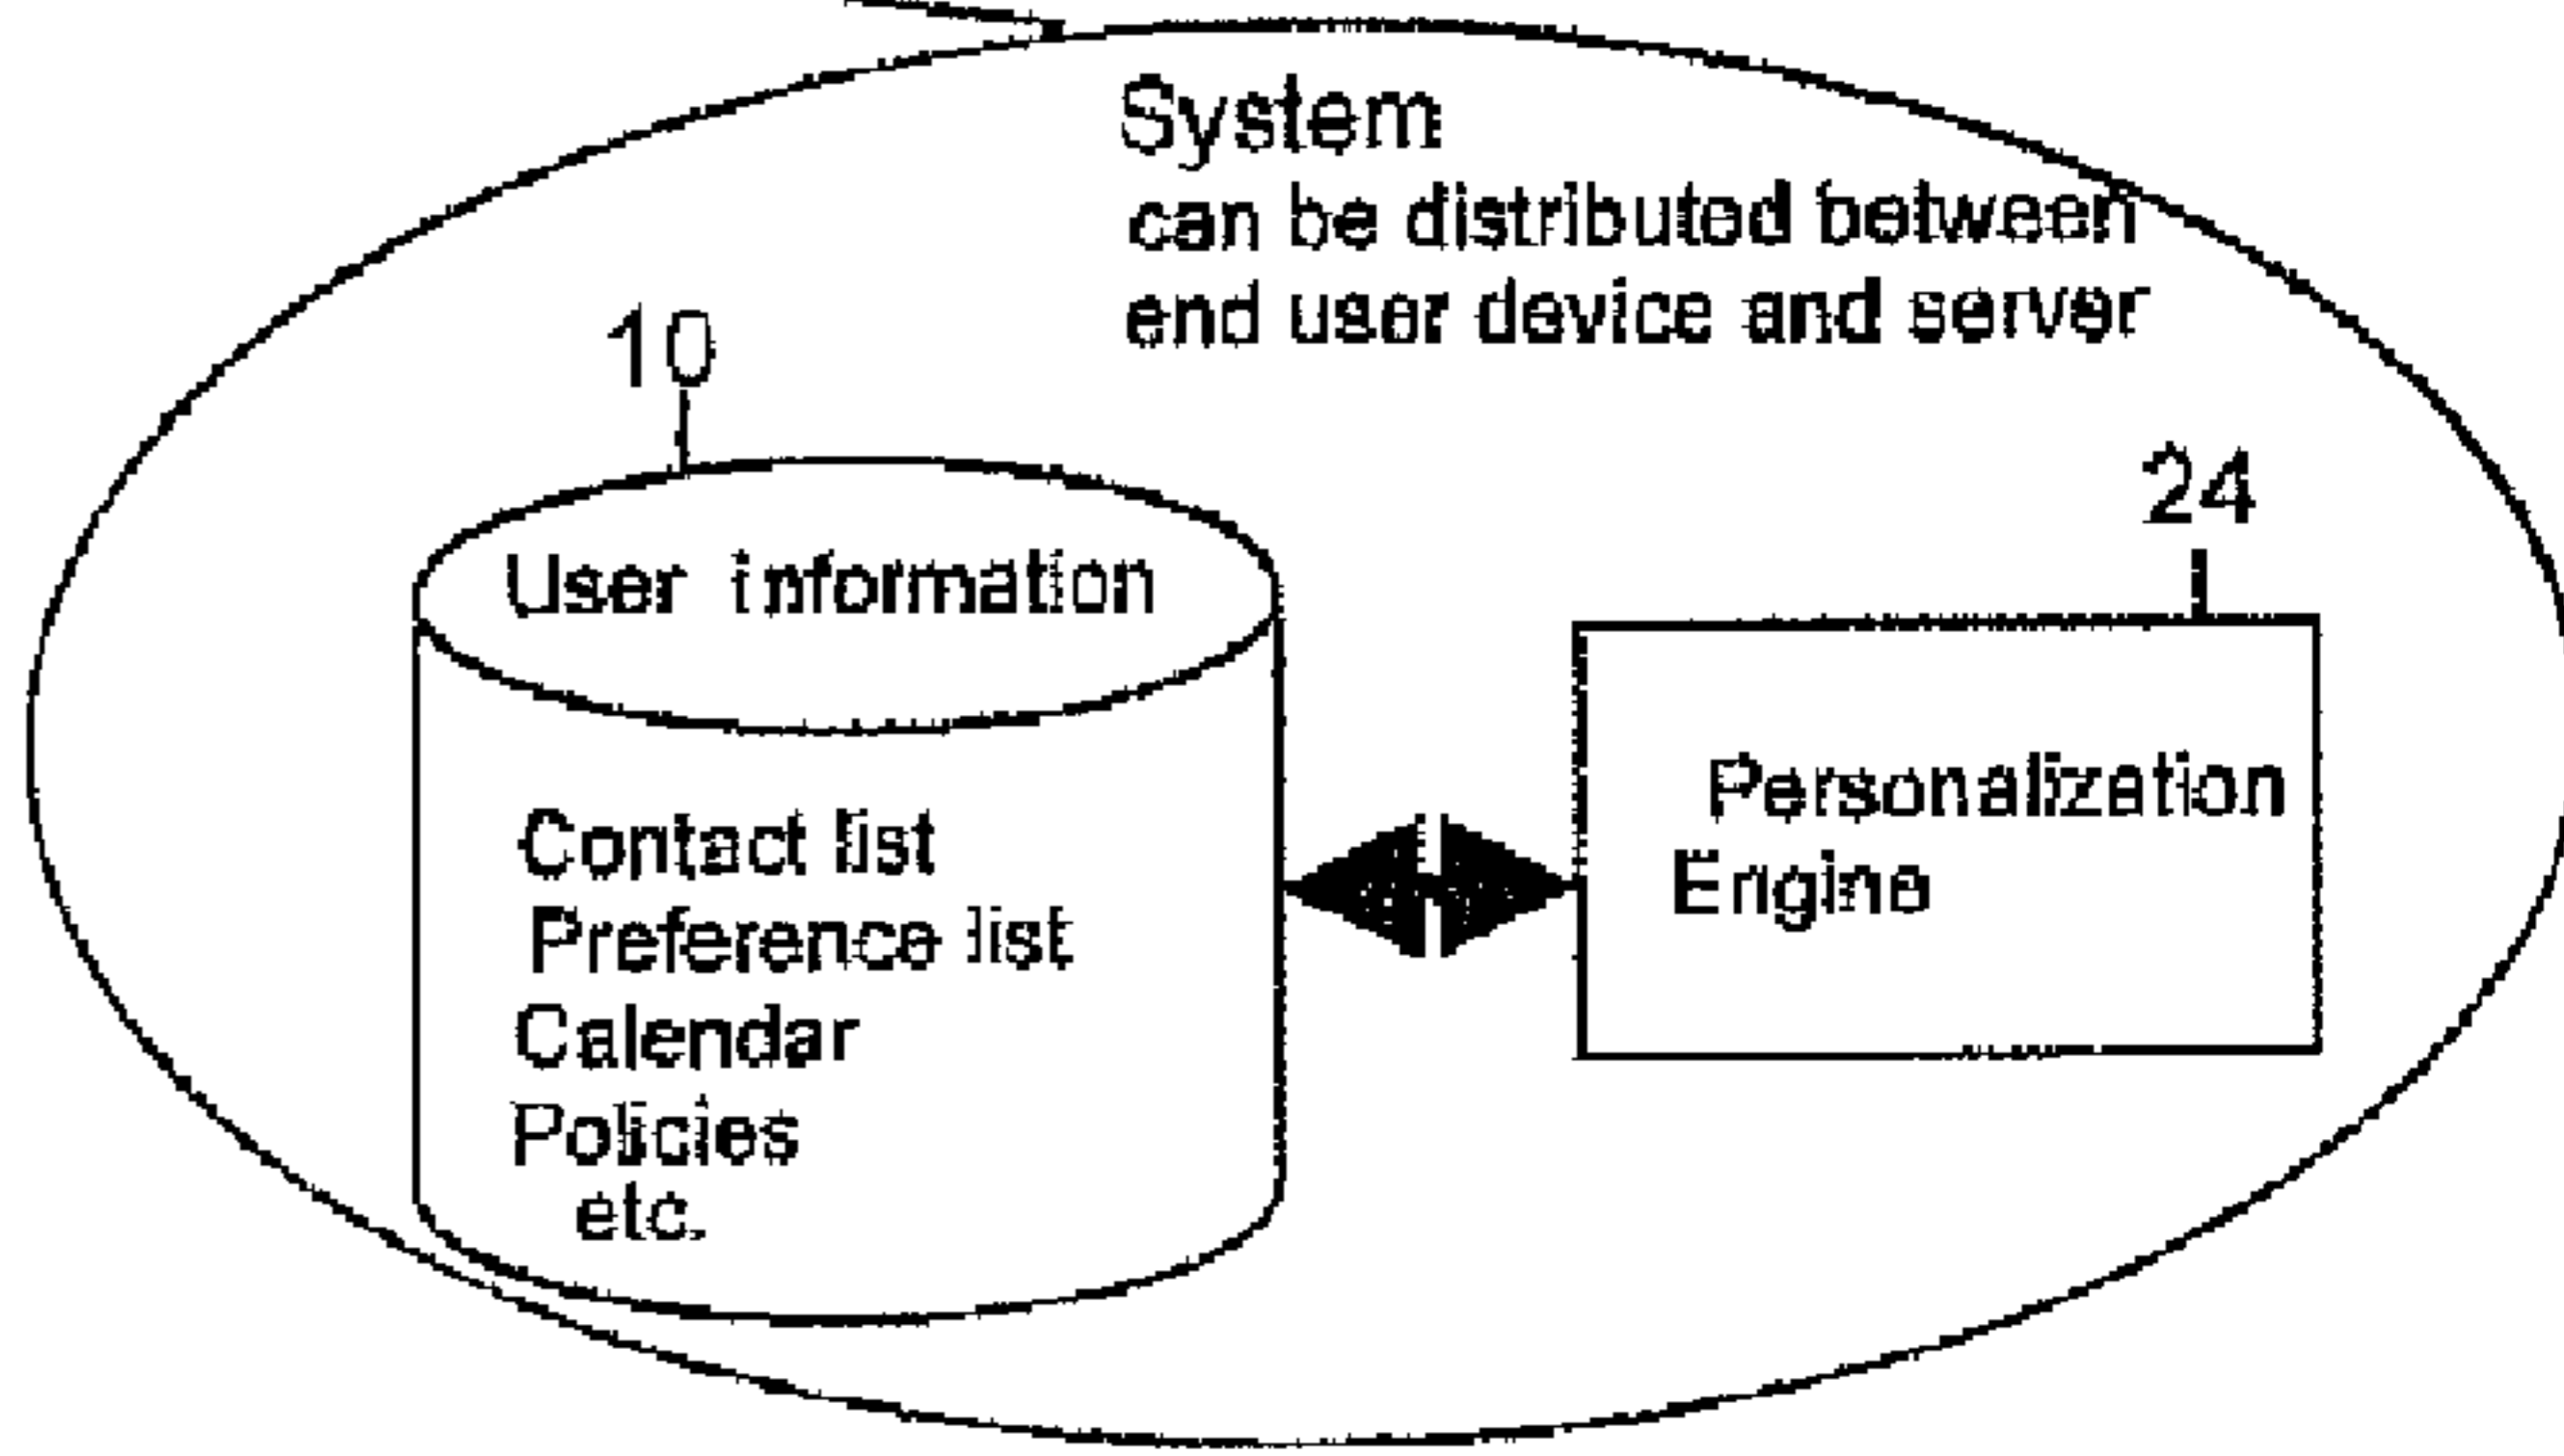 System
can be distributed between
end user device and server
10
24
User information
Contact list
Preference list
Calendar
Policies
etc.
Personalization
Engine